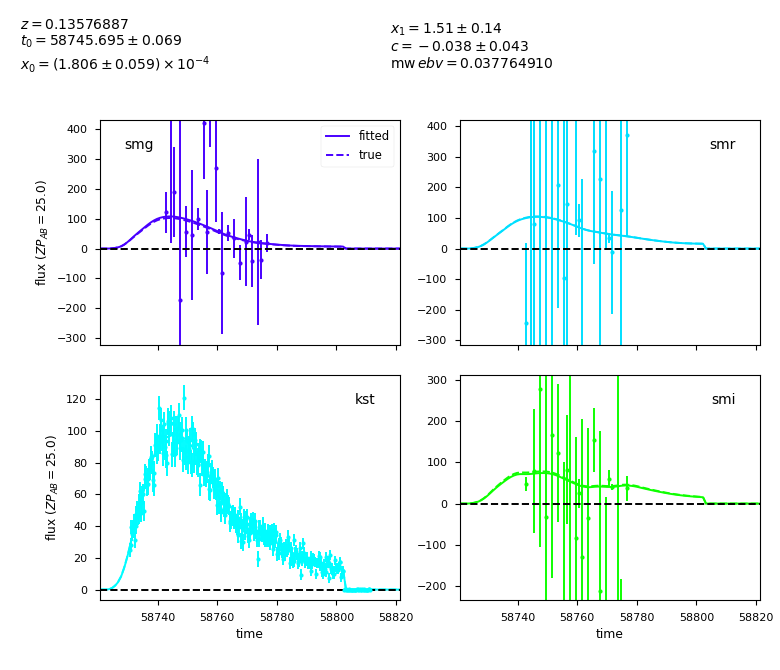 z = 0.13576887
t₀ = 58745.695 ± 0.069
x₀ = (1.806 ± 0.059) × 10⁻⁴
x₁ = 1.51 ± 0.14
c = −0.038 ± 0.043
mw ebv = 0.037764910
smg
fitted
true
400
300
200
100
0
−100
−200
−300
flux (ZP_AB = 25.0)
smr
400
300
200
100
0
−100
−200
−300
kst
120
100
80
60
40
20
0
flux (ZP_AB = 25.0)
58740 58760 58780 58800 58820
time
smi
300
200
100
0
−100
−200
58740 58760 58780 58800 58820
time